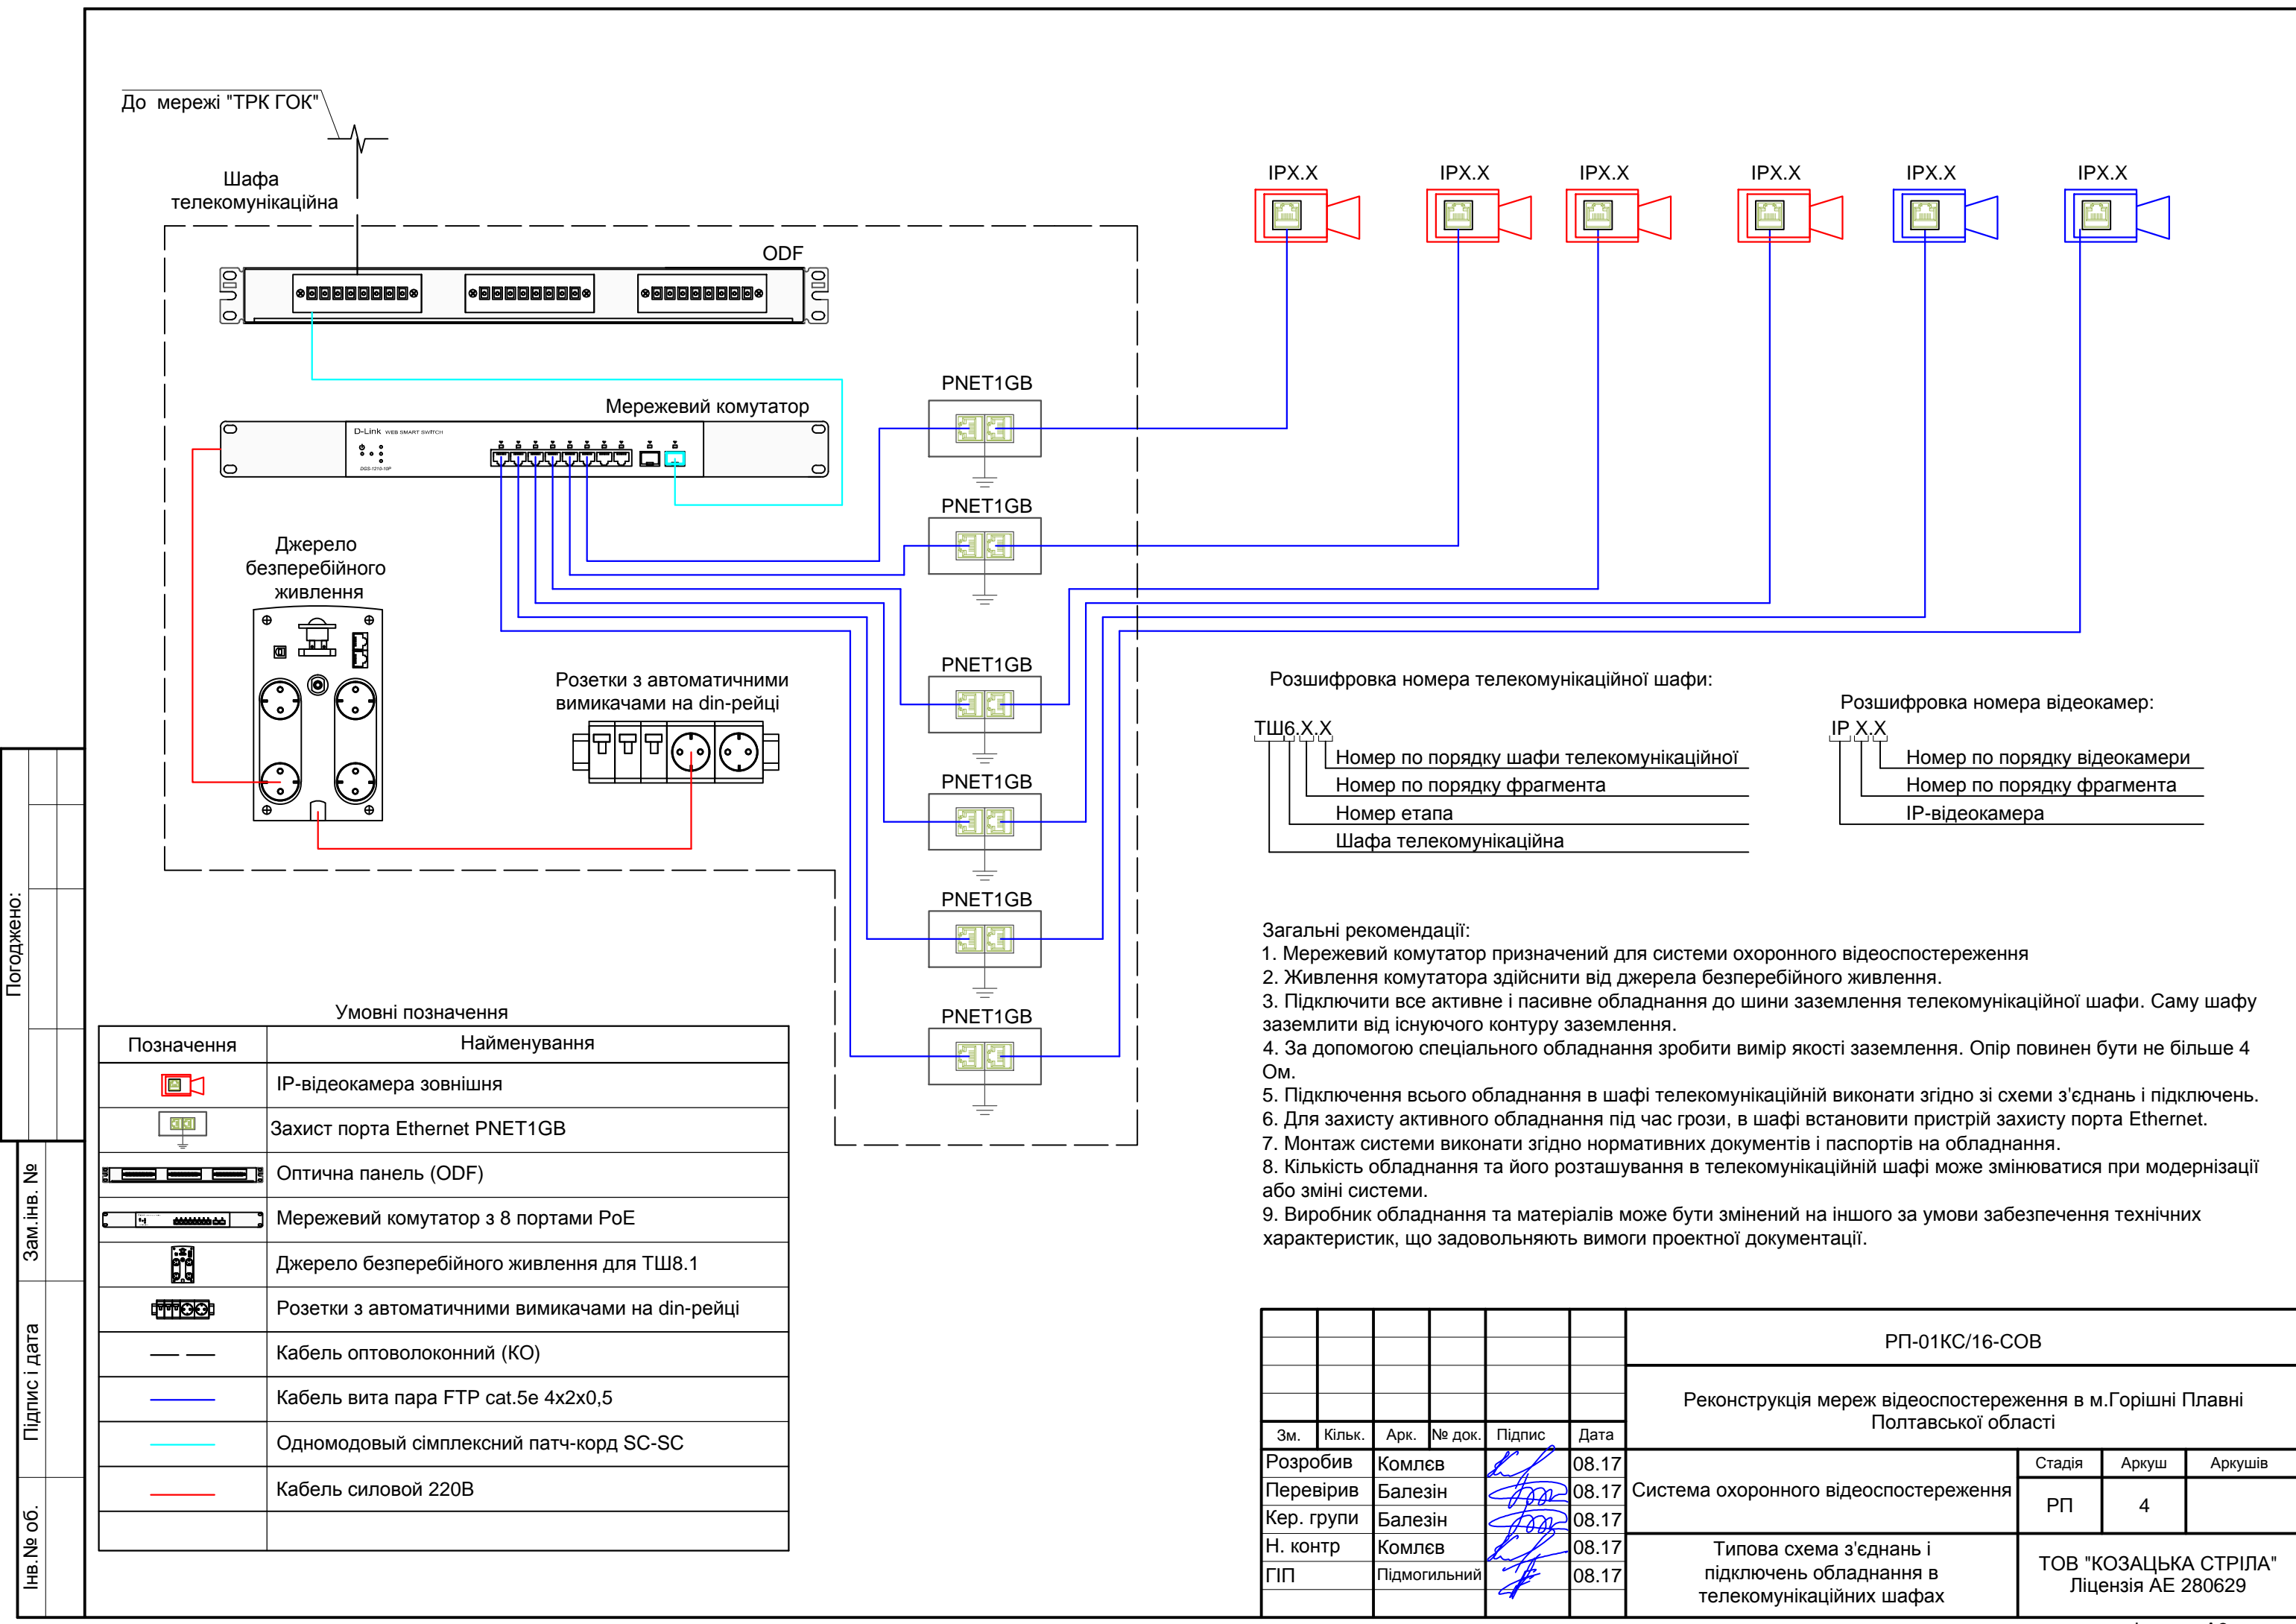 До мережі "ТРК ГОК"
Шафа
телекомунікаційна
ODF
Мережевий комутатор
D-Link WEB SMART SWITCH
DGS-1210-10P
Джерело
безперебійного
живлення
Розетки з автоматичними
вимикачами на din-рейці
PNET1GB
PNET1GB
PNET1GB
PNET1GB
PNET1GB
PNET1GB
IPX.X
IPX.X
IPX.X
IPX.X
IPX.X
IPX.X
Розшифровка номера телекомунікаційної шафи:
ТШ6.X.X
Номер по порядку шафи телекомунікаційної
Номер по порядку фрагмента
Номер етапа
Шафа телекомунікаційна
Розшифровка номера відеокамер:
IP X.X
Номер по порядку відеокамери
Номер по порядку фрагмента
IP-відеокамера
Загальні рекомендації:
1. Мережевий комутатор призначений для системи охоронного відеоспостереження
2. Живлення комутатора здійснити від джерела безперебійного живлення.
3. Підключити все активне і пасивне обладнання до шини заземлення телекомунікаційної шафи. Саму шафу
заземлити від існуючого контуру заземлення.
4. За допомогою спеціального обладнання зробити вимір якості заземлення. Опір повинен бути не більше 4
Ом.
5. Підключення всього обладнання в шафі телекомунікаційній виконати згідно зі схеми з'єднань і підключень.
6. Для захисту активного обладнання під час грози, в шафі встановити пристрій захисту порта Ethernet.
7. Монтаж системи виконати згідно нормативних документів і паспортів на обладнання.
8. Кількість обладнання та його розташування в телекомунікаційній шафі може змінюватися при модернізації
або зміні системи.
9. Виробник обладнання та матеріалів може бути змінений на іншого за умови забезпечення технічних
характеристик, що задовольняють вимоги проектної документації.
Умовні позначення
Позначення Найменування
IP-відеокамера зовнішня
Захист порта Ethernet PNET1GB
Оптична панель (ODF)
Мережевий комутатор з 8 портами PoE
Джерело безперебійного живлення для ТШ8.1
Розетки з автоматичними вимикачами на din-рейці
Кабель оптоволоконний (КО)
Кабель вита пара FTP cat.5e 4x2x0,5
Одномодовый сімплексний патч-корд SC-SC
Кабель силовой 220В
Погоджено:
Зам.інв. №
Підпис і дата
Інв.№ об.
РП-01КС/16-СОВ
Реконструкція мереж відеоспостереження в м.Горішні Плавні
Полтавської області
Зм. Кільк. Арк. № док. Підпис Дата
Розробив Комлєв 08.17
Перевірив Балезін 08.17
Кер. групи Балезін 08.17
Н. контр Комлєв 08.17
ГІП Підмогильний 08.17
Система охоронного відеоспостереження
Стадія Аркуш Аркушів
РП 4
Типова схема з'єднань і
підключень обладнання в
телекомунікаційних шафах
ТОВ "КОЗАЦЬКА СТРІЛА"
Ліцензія АЕ 280629